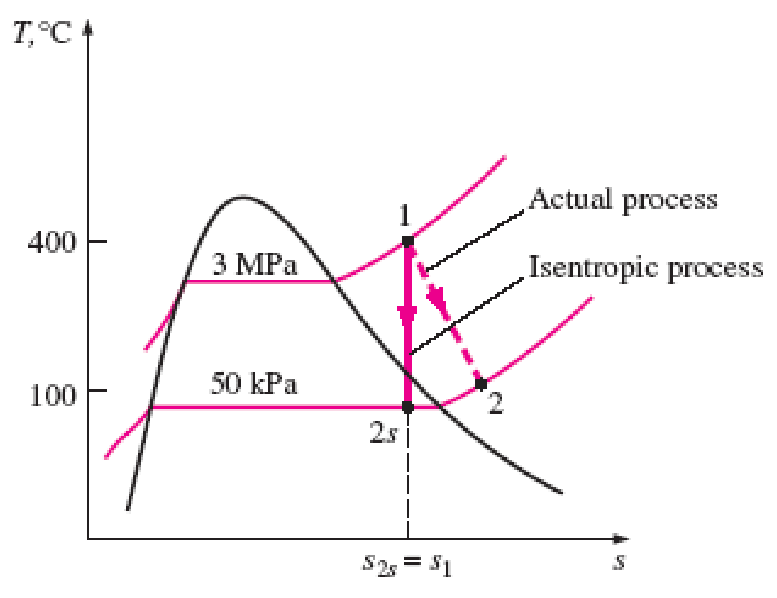 T, °C
Actual process
1
400
3 MPa
Isentropic process
50 kPa
100
2
2s
s2s = s1
s